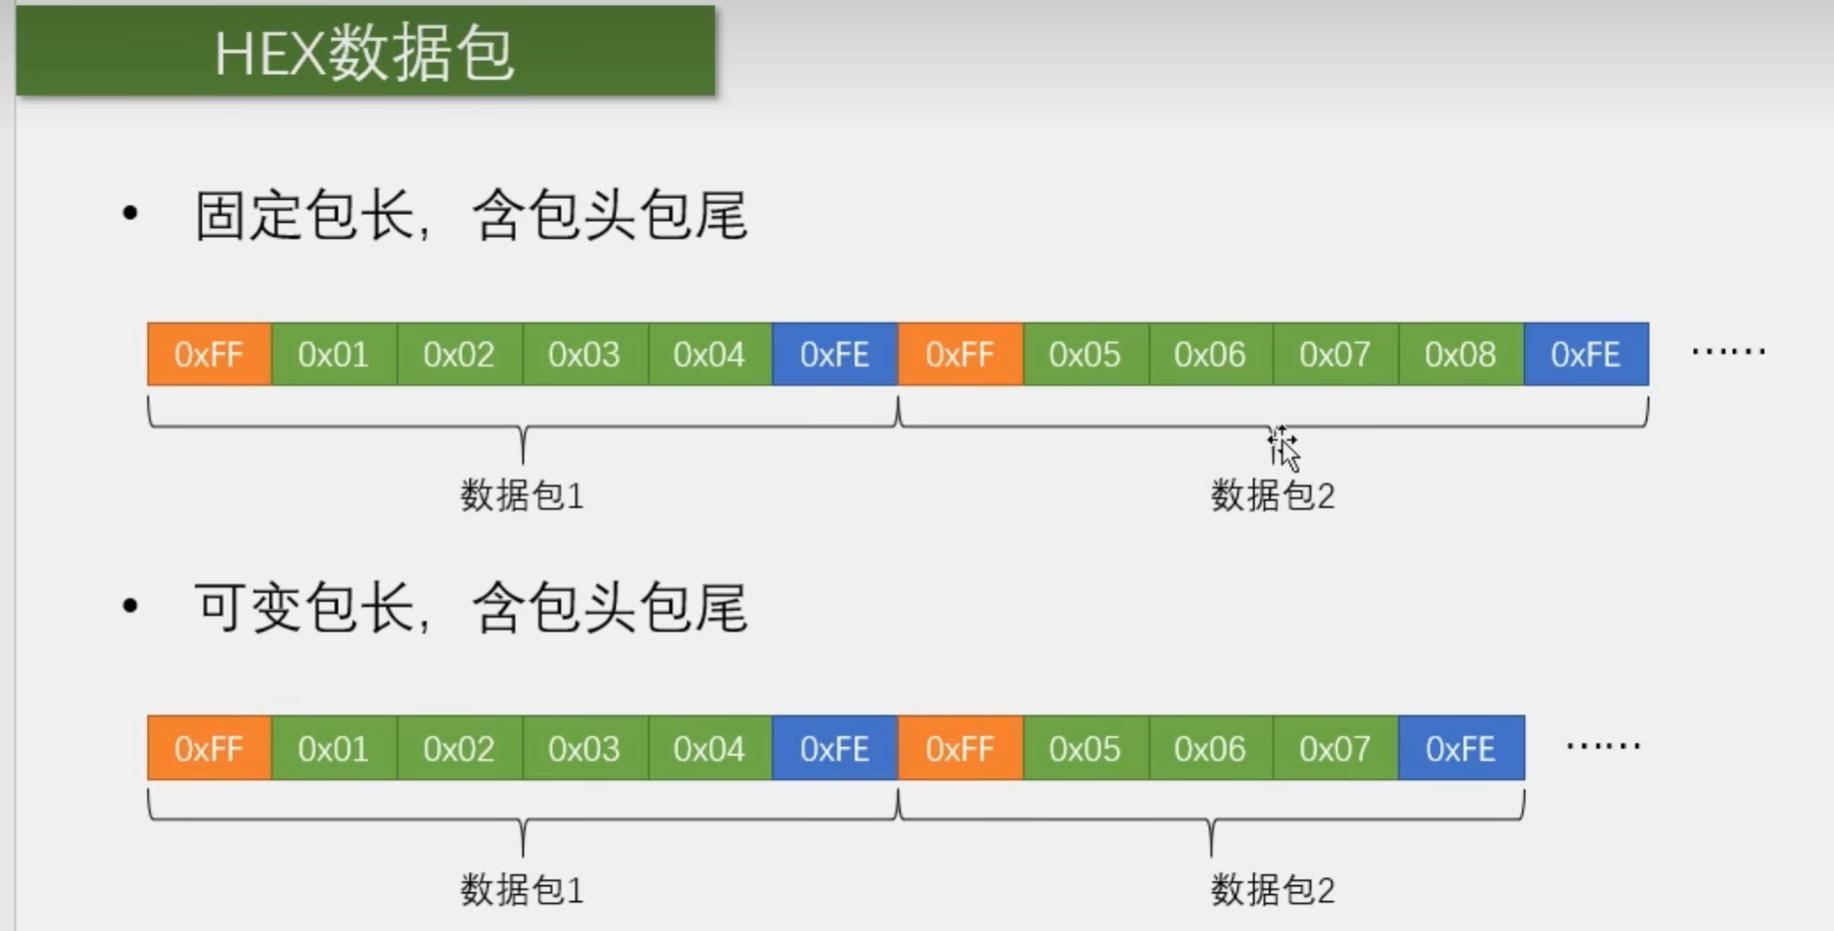 HEX数据包
• 固定包长，含包头包尾
0xFF 0x01 0x02 0x03 0x04 0xFE 0xFF 0x05 0x06 0x07 0x08 0xFE ……
数据包1 数据包2
• 可变包长，含包头包尾
0xFF 0x01 0x02 0x03 0x04 0xFE 0xFF 0x05 0x06 0x07 0xFE ……
数据包1 数据包2